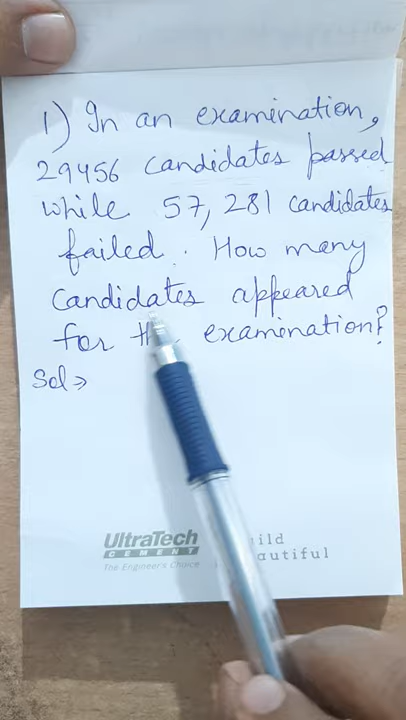 1) In an examination,
29456 candidates passed
while 57,281 candidates
failed. How many
candidates appeared
for examination?
Sol →
UltraTech
CEMENT
The Engineer's Choice